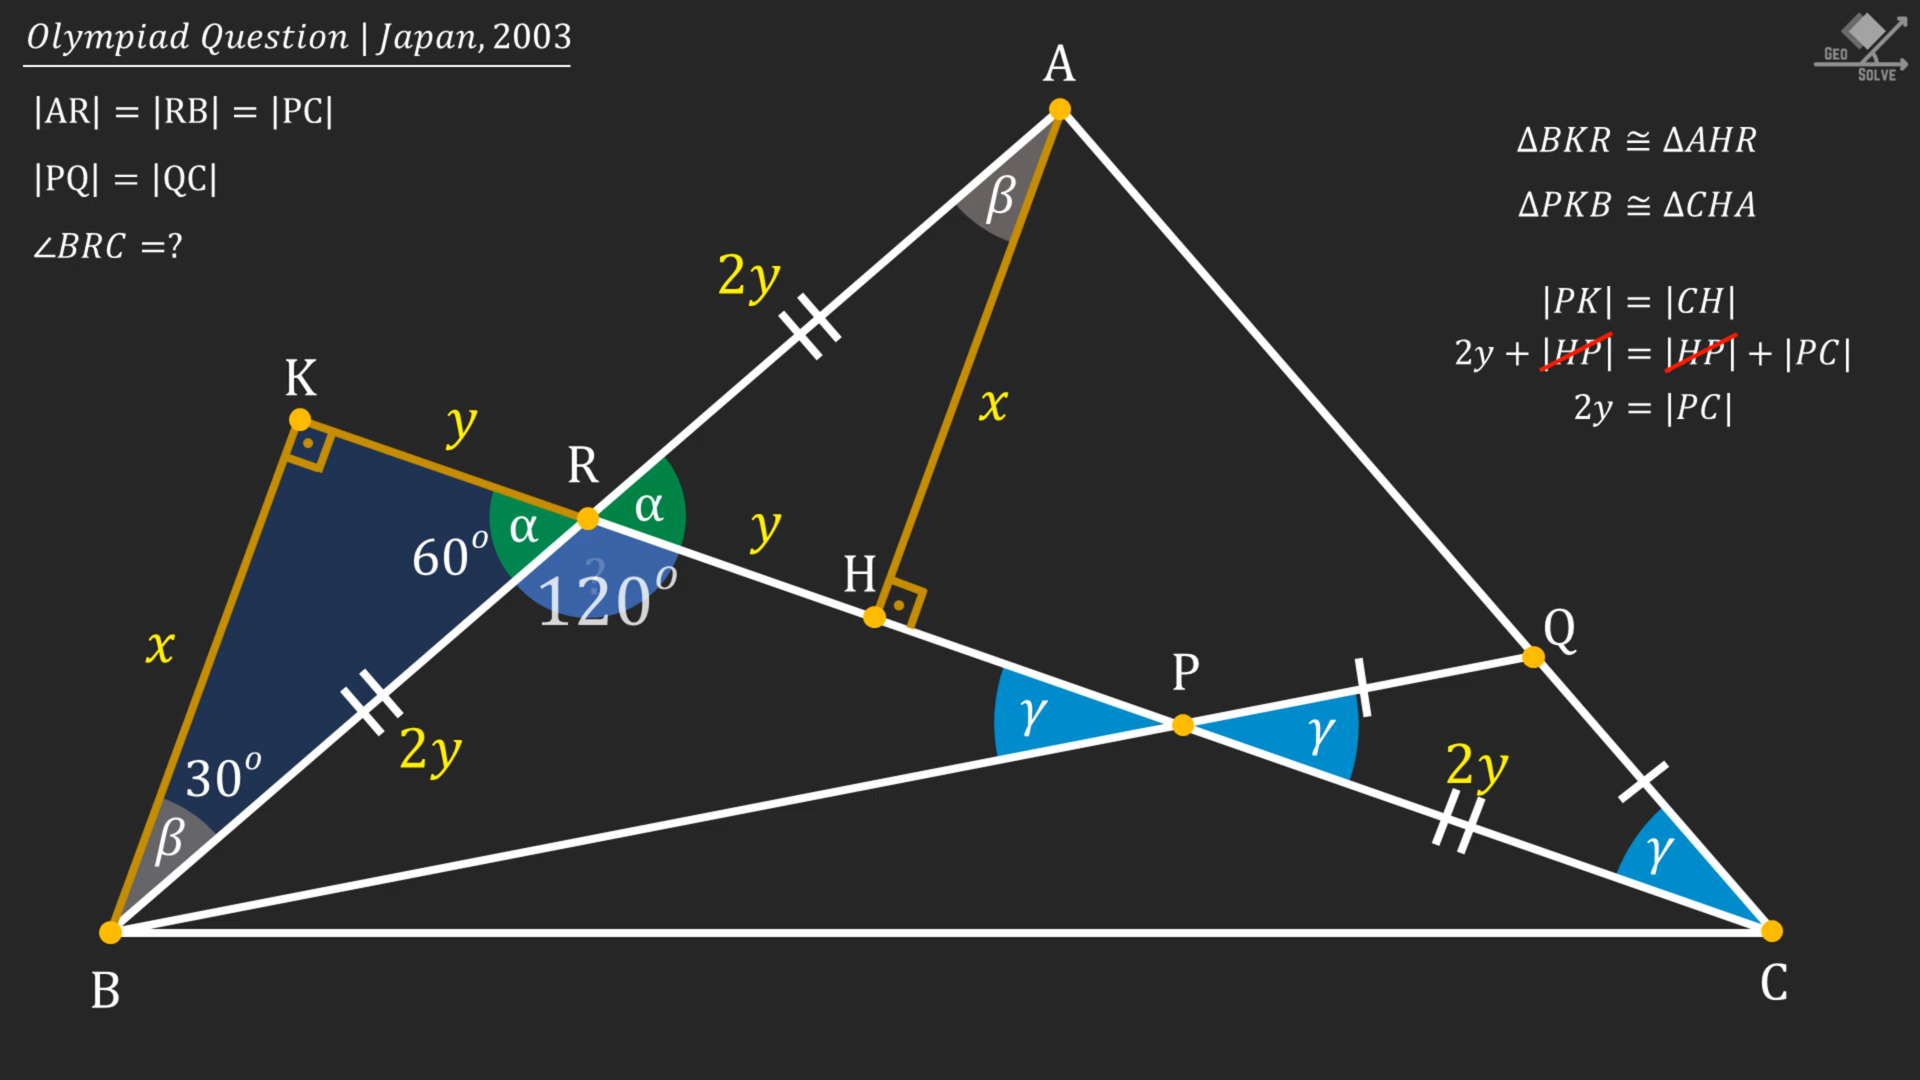 Olympiad Question | Japan, 2003
|AR| = |RB| = |PC|
|PQ| = |QC|
∠BRC =?
GEO
SOLVE
ΔBKR ≅ ΔAHR
ΔPKB ≅ ΔCHA
|PK| = |CH|
2y + |HP| = |HP| + |PC|
2y = |PC|
A
β
2y
x
K
y
R
α
α
60°
y
?
120°
H
x
Q
P
γ
γ
2y
2y
30°
β
γ
B
C